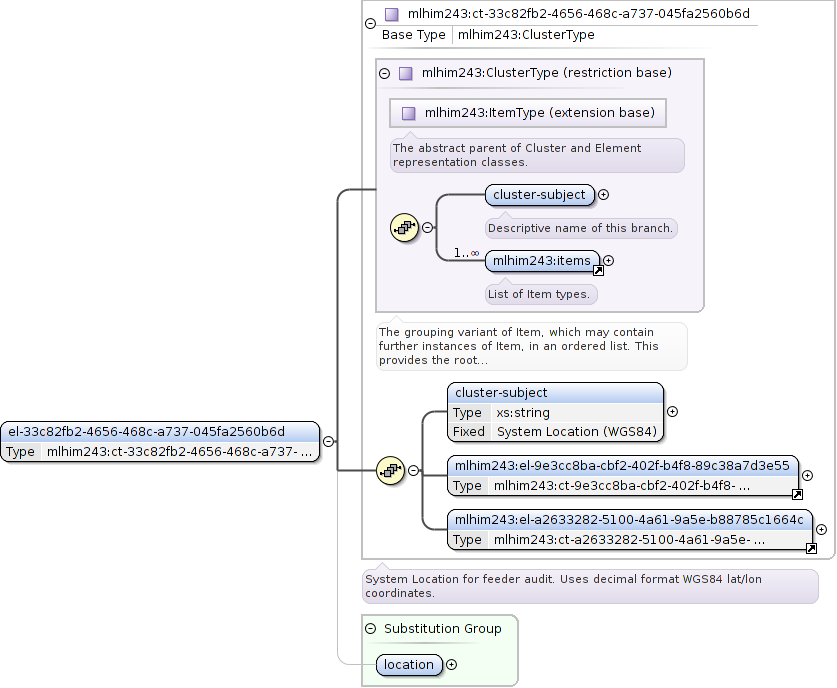 mlhim243:ct-33c82fb2-4656-468c-a737-045fa2560b6d
Base Type mlhim243:ClusterType
mlhim243:ClusterType (restriction base)
mlhim243:ItemType (extension base)
The abstract parent of Cluster and Element
representation classes.
cluster-subject
Descriptive name of this branch.
1..∞
mlhim243:items
List of Item types.
The grouping variant of Item, which may contain
further instances of Item, in an ordered list. This
provides the root...
el-33c82fb2-4656-468c-a737-045fa2560b6d
Type mlhim243:ct-33c82fb2-4656-468c-a737- ...
cluster-subject
Type xs:string
Fixed System Location (WGS84)
mlhim243:el-9e3cc8ba-cbf2-402f-b4f8-89c38a7d3e55
Type mlhim243:ct-9e3cc8ba-cbf2-402f-b4f8- ...
mlhim243:el-a2633282-5100-4a61-9a5e-b88785c1664c
Type mlhim243:ct-a2633282-5100-4a61-9a5e- ...
System Location for feeder audit. Uses decimal format WGS84 lat/lon
coordinates.
Substitution Group
location